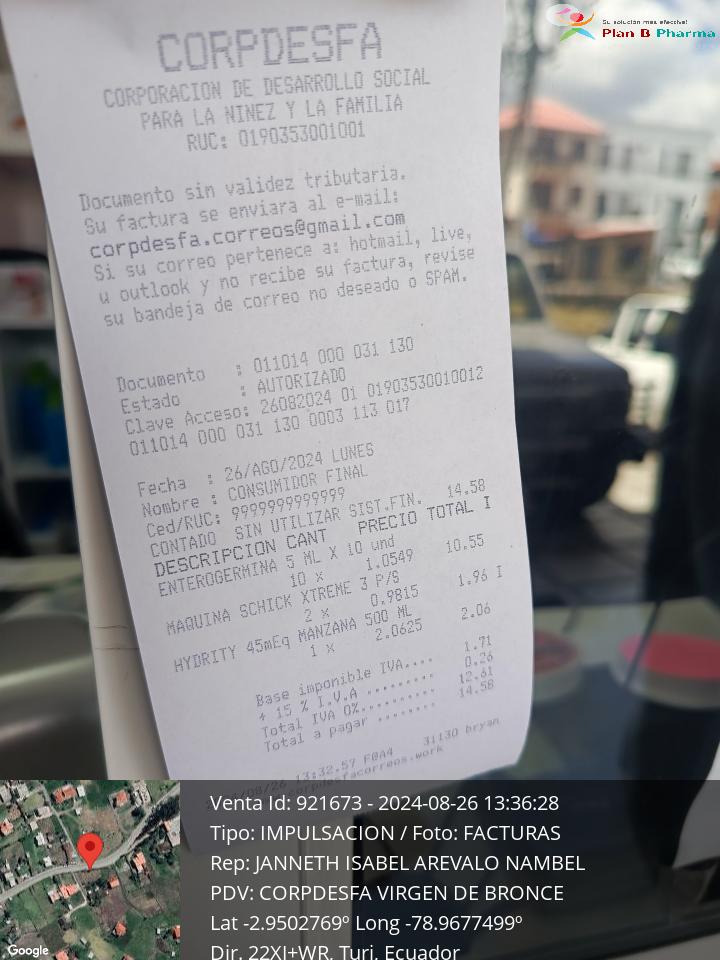 Su solución más efectiva!
Plan B Pharma
CORPDESFA
CORPORACION DE DESARROLLO SOCIAL
PARA LA NINEZ Y LA FAMILIA
RUC: 0190353001001
Documento sin validez tributaria.
Su factura se enviara al e-mail:
corpdesfa.correos@gmail.com
Si su correo pertenece a: hotmail, live,
u outlook y no recibe su factura, revise
su bandeja de correo no deseado o SPAM.
Documento : 011014 000 031 130
Estado : AUTORIZADO
Clave Acceso: 26082024 01 01903530010012
011014 000 031 130 0003 113 017
Fecha : 26/AGO/2024 LUNES
Nombre : CONSUMIDOR FINAL
Ced/RUC: 9999999999999
CONTADO SIN UTILIZAR SIST.FIN. 14.58
DESCRIPCION CANT PRECIO TOTAL I
ENTEROGERMINA 5 ML X 10 und
10 x 1.0549 10.55
MAQUINA SCHICK XTREME 3 P/S
2 x 0.9815 1.96 I
HYDRITY 45mEq MANZANA 500 ML
1 x 2.0625 2.06
Base imponible IVA.... 1.71
+ 15 % I.V.A ......... 0.26
Total IVA 0%.......... 12.61
Total a pagar ........ 14.58
13:32.57 F0A4 31130 bryan
corpdesfacorreos.work
Venta Id: 921673 - 2024-08-26 13:36:28
Tipo: IMPULSACION / Foto: FACTURAS
Rep: JANNETH ISABEL AREVALO NAMBEL
PDV: CORPDESFA VIRGEN DE BRONCE
Lat -2.9502769º Long -78.9677499º
Dir. 22XJ+WR, Turi, Ecuador
Google